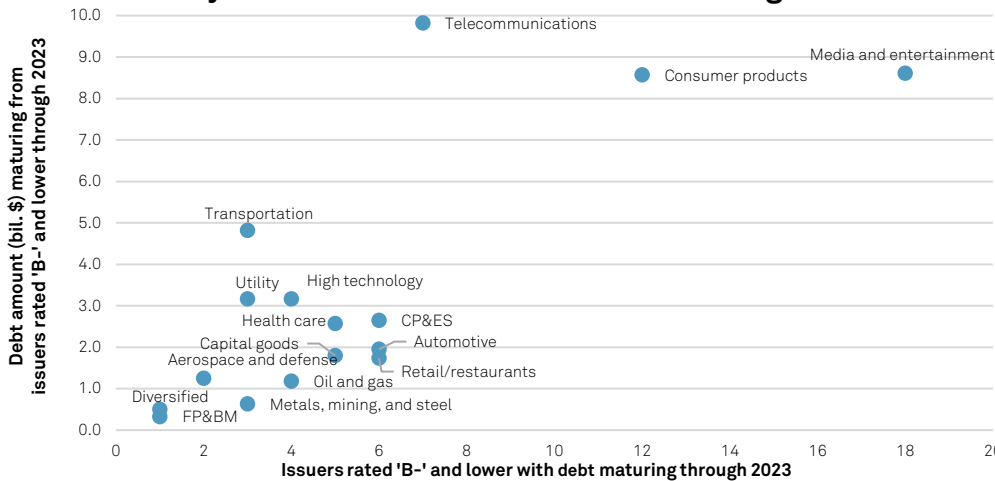 10.0
Telecommunications
Media and entertainment
9.0
Consumer products
8.0
7.0
6.0
5.0
Transportation
4.0
Utility
High technology
3.0
Health care
CP&ES
2.0
Capital goods
Automotive
Aerospace and defense
Retail/restaurants
Oil and gas
1.0
Diversified
FP&BM
Metals, mining, and steel
0.0
0 2 4 6 8 10 12 14 16 18
Issuers rated 'B-' and lower with debt maturing through 2023
Debt amount (bil. $) maturing from
issuers rated 'B-' and lower through 2023